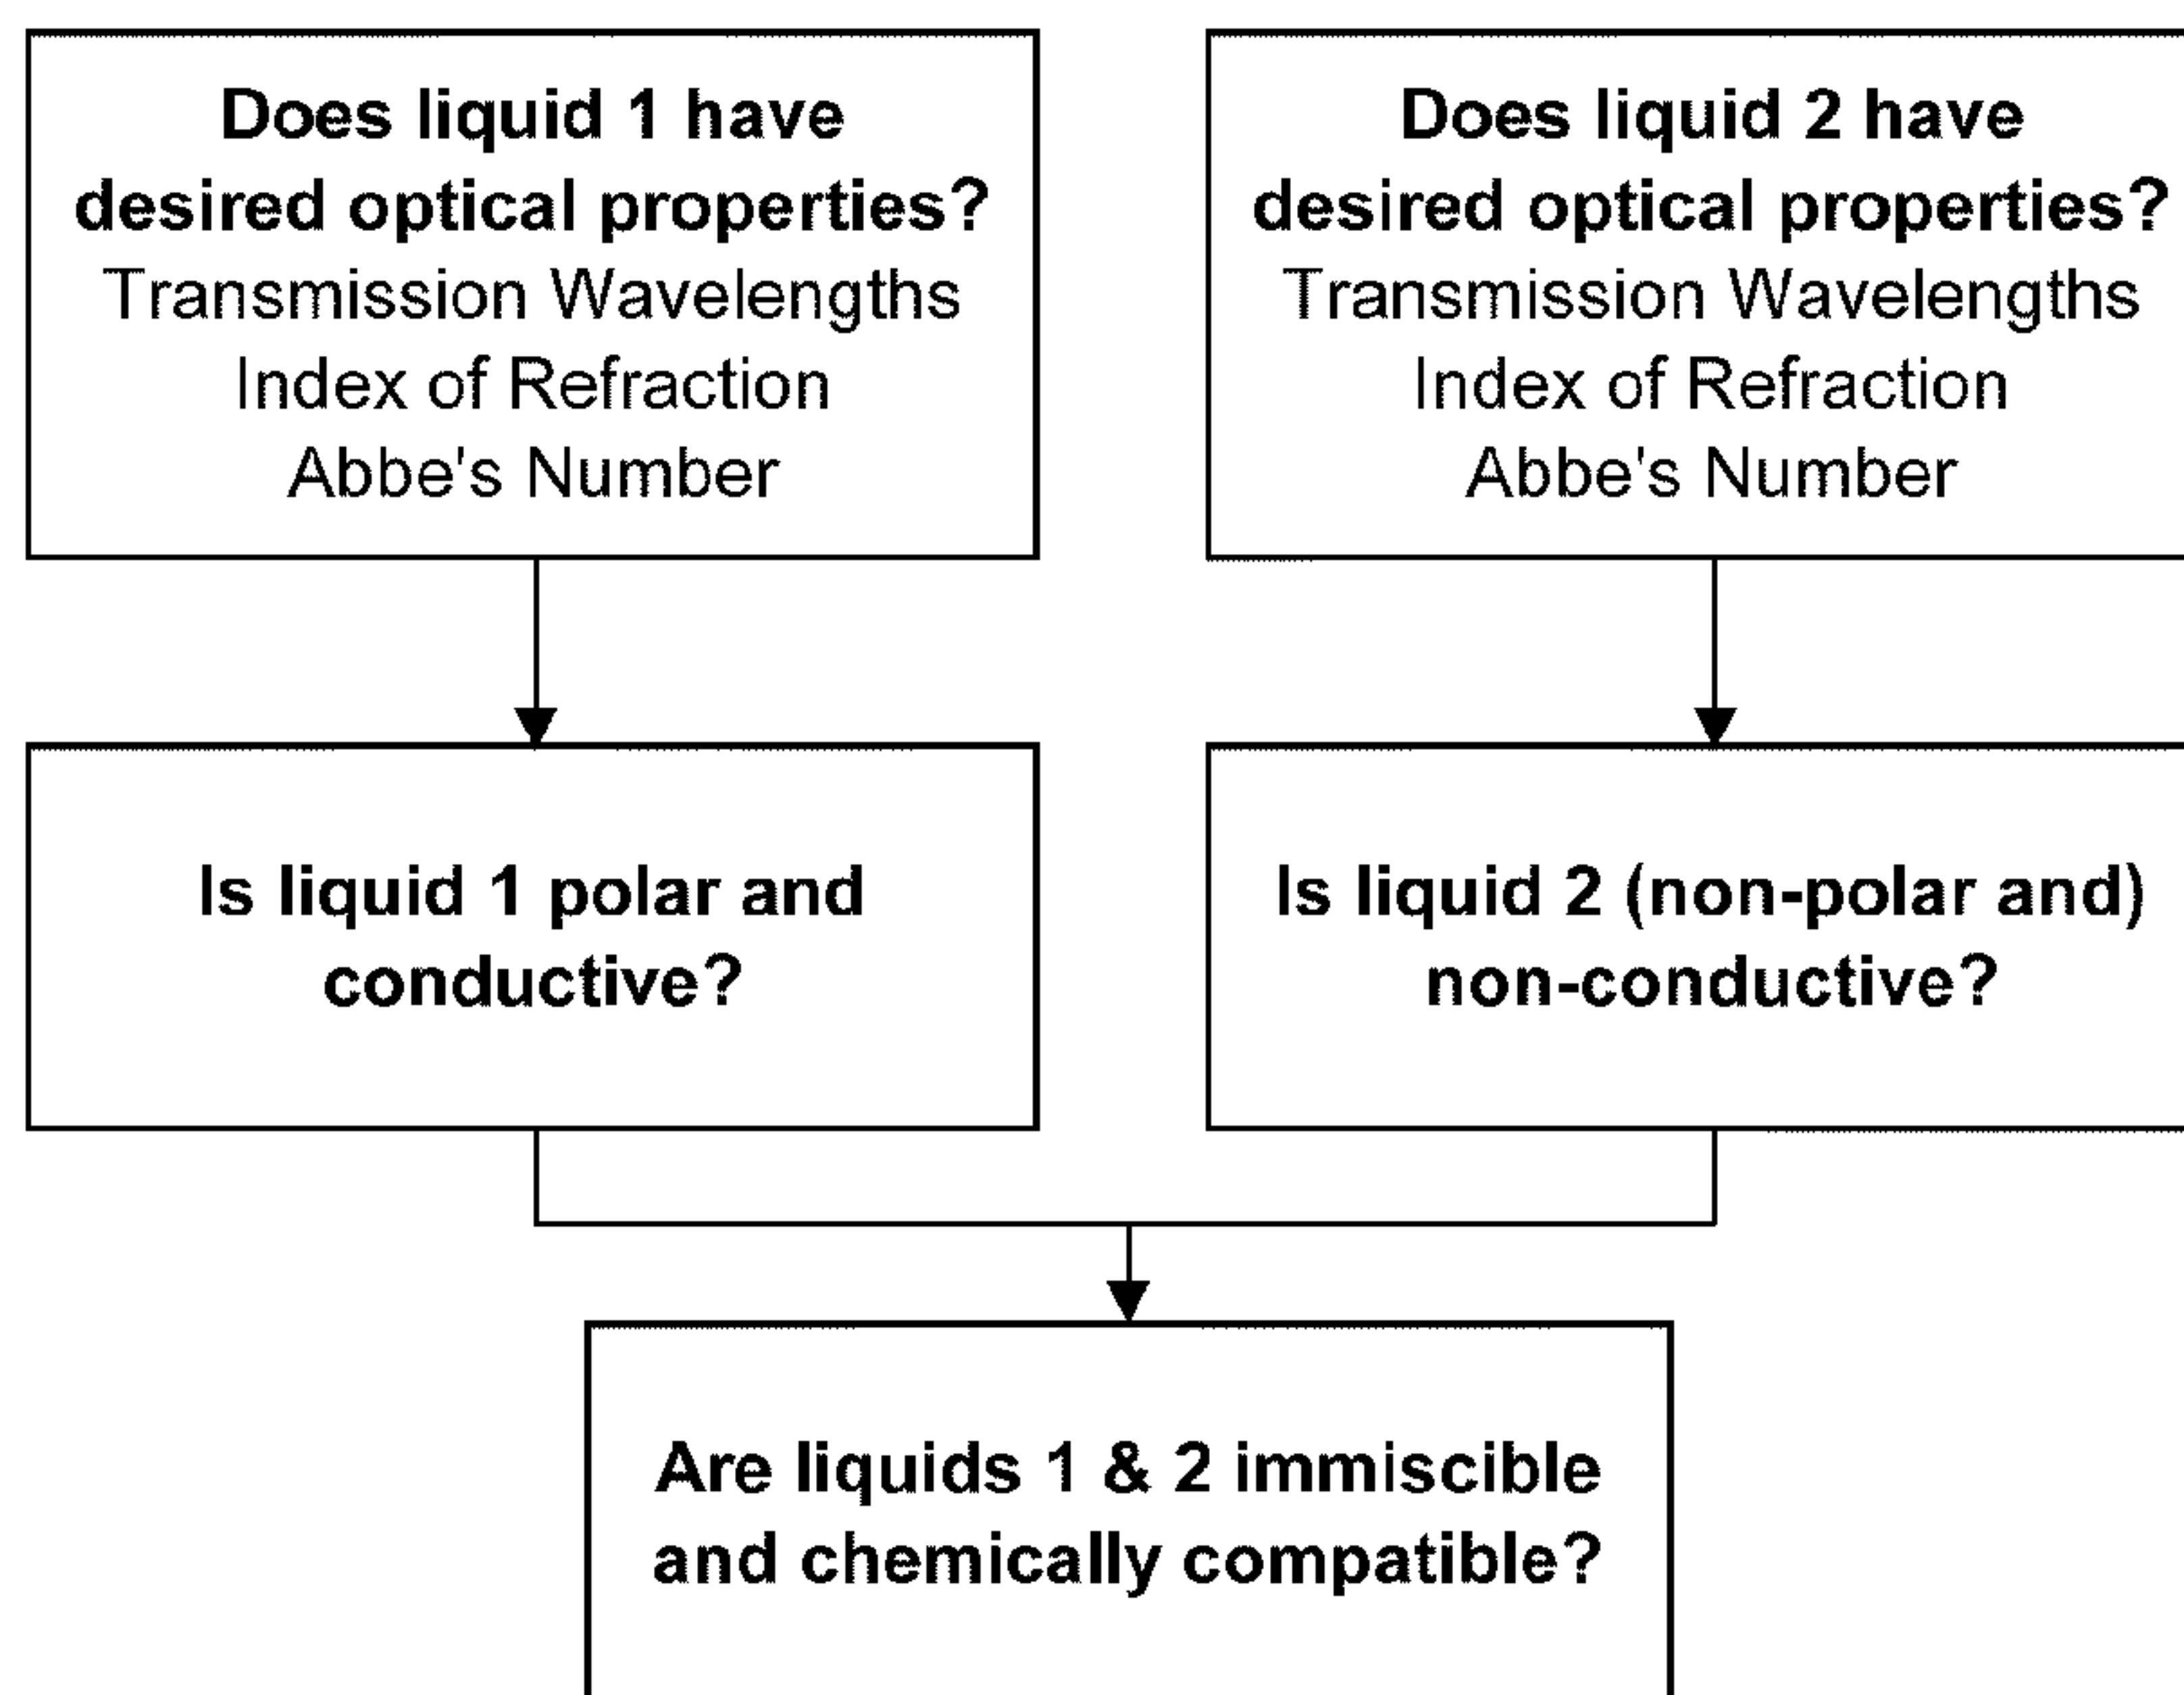 Does liquid 1 have
desired optical properties?
Transmission Wavelengths
Index of Refraction
Abbe's Number
Does liquid 2 have
desired optical properties?
Transmission Wavelengths
Index of Refraction
Abbe's Number
Is liquid 1 polar and
conductive?
Is liquid 2 (non-polar and)
non-conductive?
Are liquids 1 & 2 immiscible
and chemically compatible?